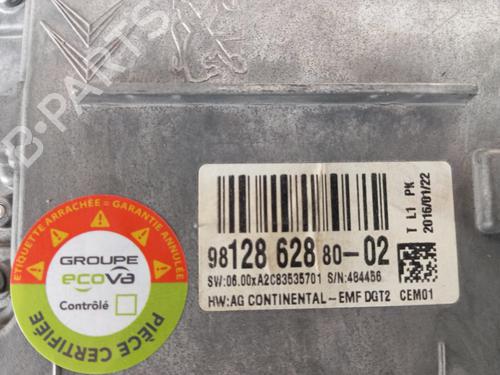 B-PARTS
98128 628 80-02
SW:06.00xA2C83535701 S/N:484456
HW:AG CONTINENTAL-EMF DGT2 CEM01
T L1 PK
2016/01/22
ETIQUETTE ARRACHÉE = GARANTIE ANNULÉE
GROUPE
ecova
Contrôlé
PIÈCE CERTIFIÉE